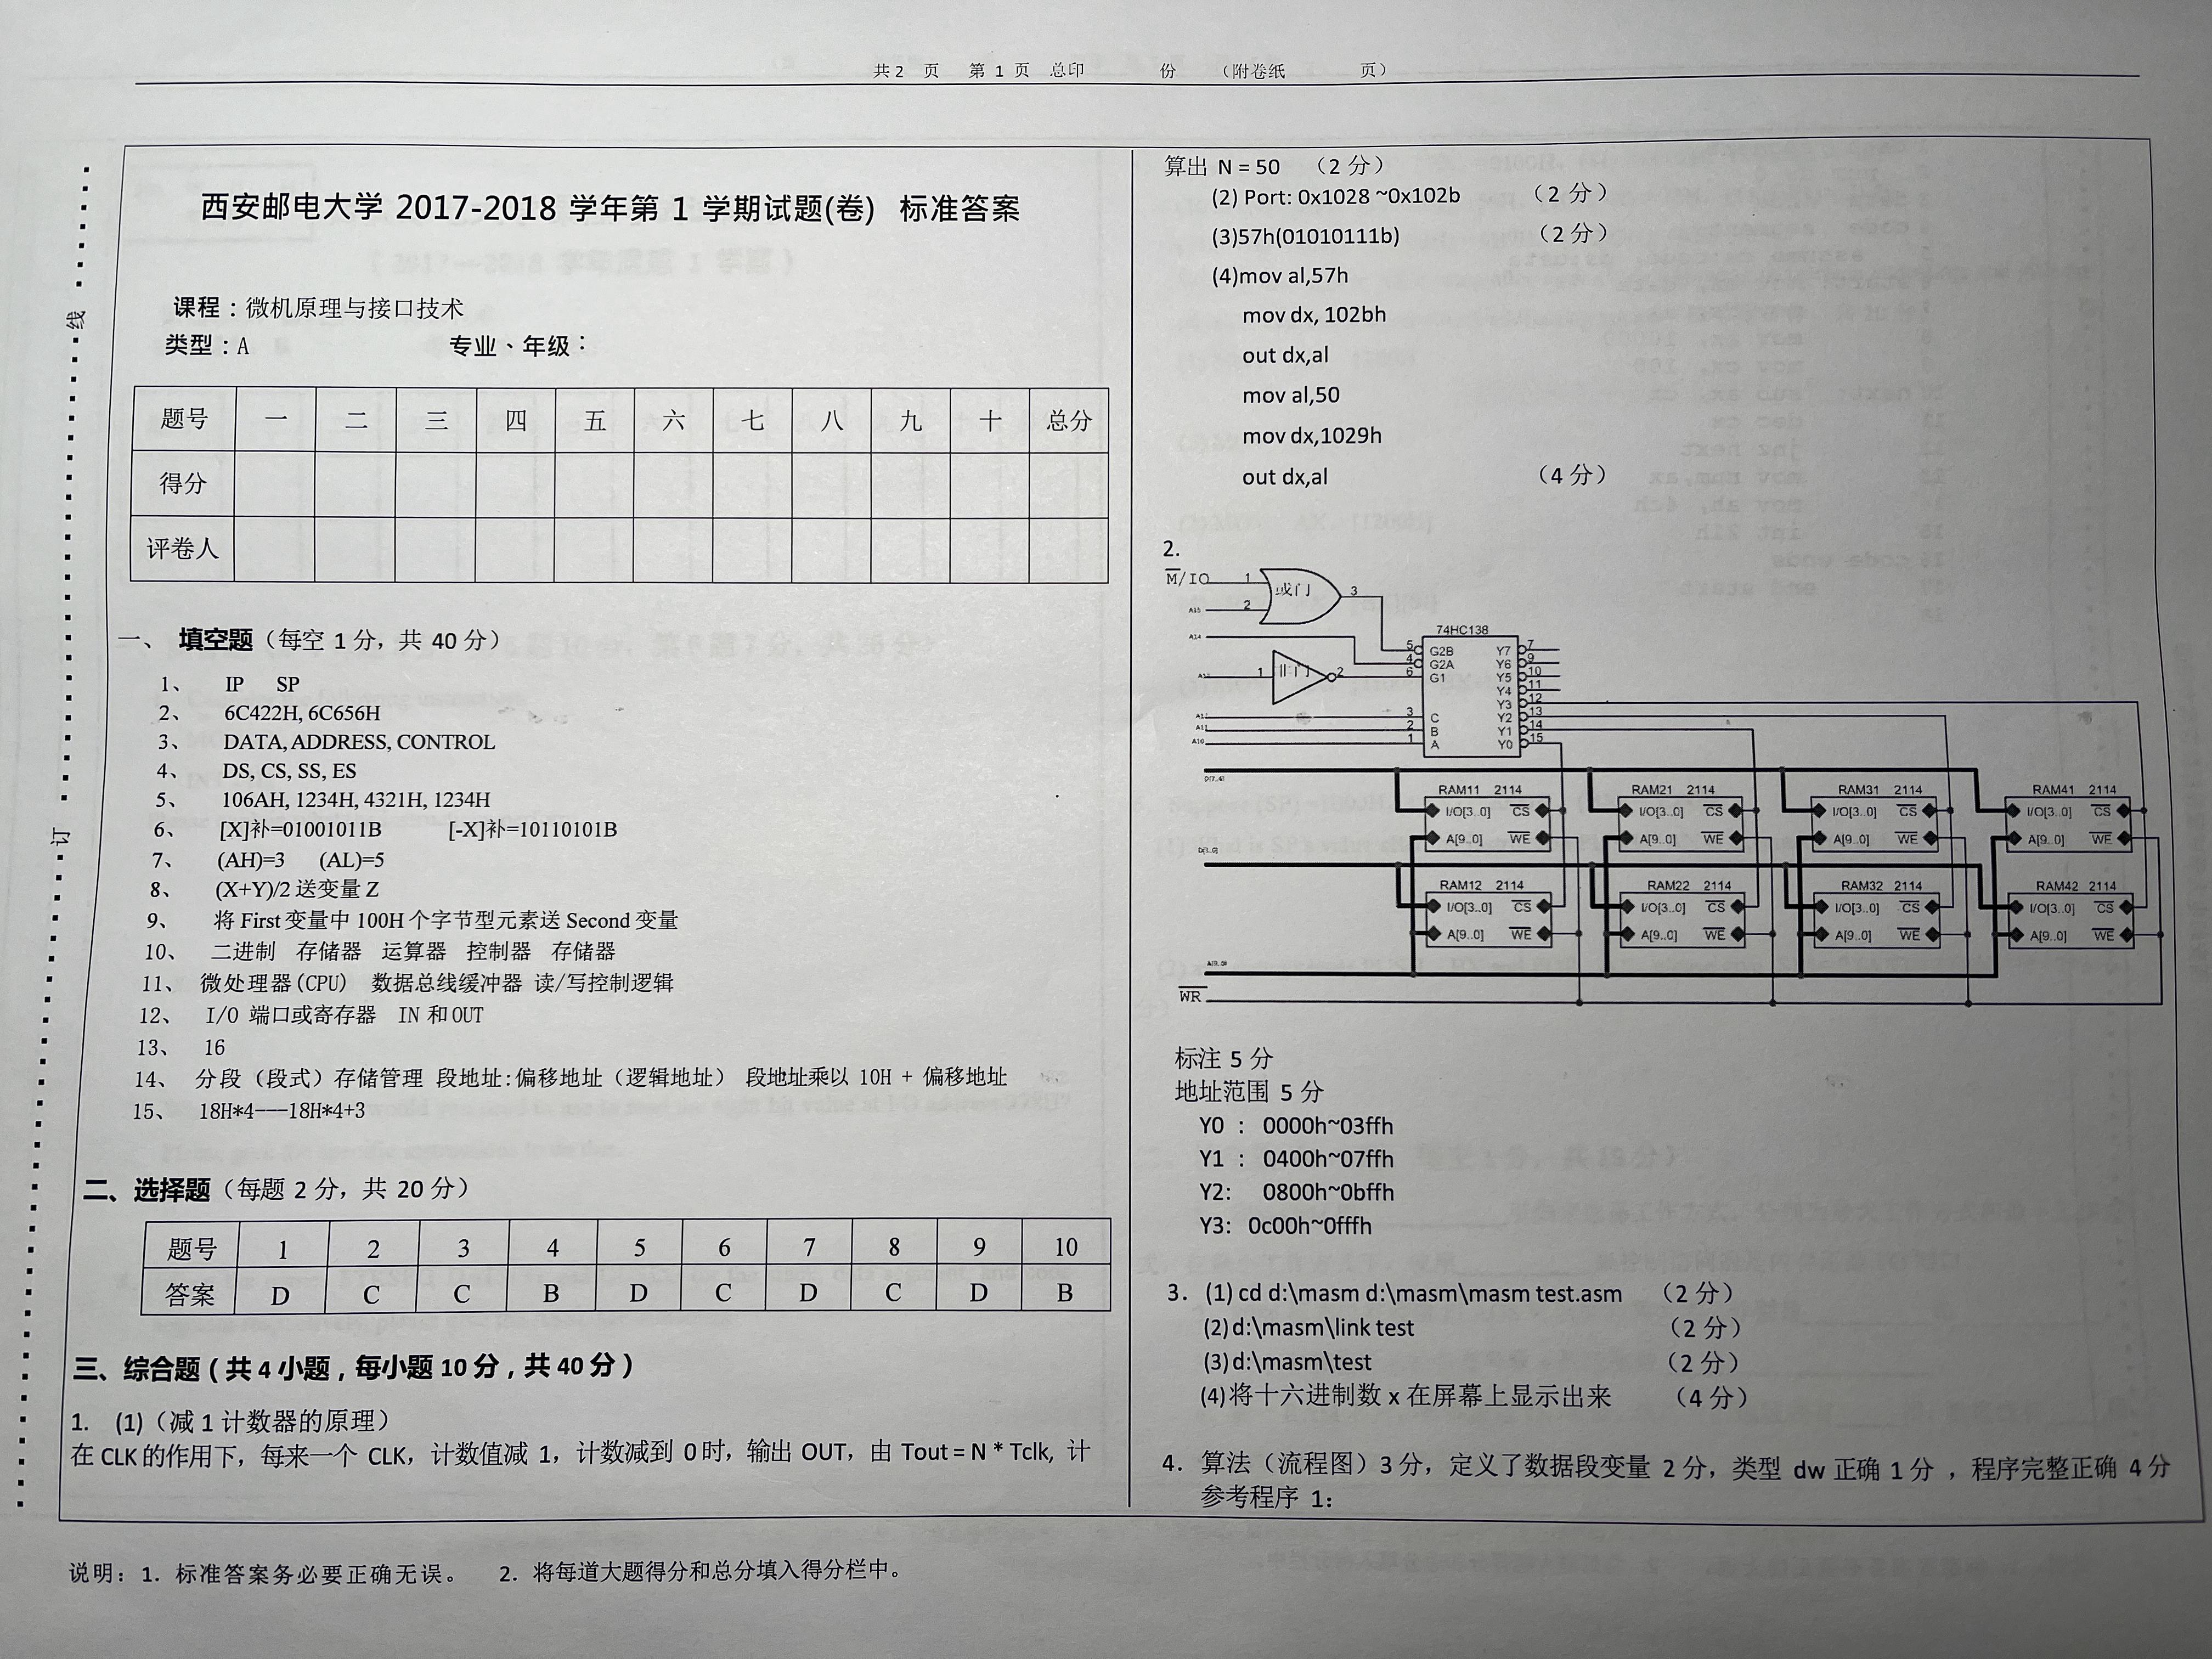 共2 页 第 1 页 总印 份 （附卷纸 页）
线
订
西安邮电大学 2017-2018 学年第 1 学期试题(卷) 标准答案
课程：微机原理与接口技术
类型：A 专业、年级：
题号 一 二 三 四 五 六 七 八 九 十 总分
得分
评卷人
一、 填空题（每空 1 分，共 40 分）
1、 IP SP
2、 6C422H, 6C656H
3、 DATA, ADDRESS, CONTROL
4、 DS, CS, SS, ES
5、 106AH, 1234H, 4321H, 1234H
6、 [X]补=01001011B [-X]补=10110101B
7、 (AH)=3 (AL)=5
8、 (X+Y)/2 送变量 Z
9、 将 First 变量中 100H 个字节型元素送 Second 变量
10、 二进制 存储器 运算器 控制器 存储器
11、 微处理器(CPU) 数据总线缓冲器 读/写控制逻辑
12、 I/O 端口或寄存器 IN 和 OUT
13、 16
14、 分段（段式）存储管理 段地址:偏移地址（逻辑地址） 段地址乘以 10H + 偏移地址
15、 18H*4---18H*4+3
二、选择题（每题 2 分，共 20 分）
题号 1 2 3 4 5 6 7 8 9 10
答案 D C C B D C D C D B
三、综合题（共 4 小题，每小题 10 分，共 40 分）
1. (1)（减 1 计数器的原理）
在 CLK 的作用下，每来一个 CLK，计数值减 1，计数减到 0 时，输出 OUT，由 Tout = N * Tclk, 计
算出 N = 50 （2 分）
(2) Port: 0x1028 ~0x102b （2 分）
(3)57h(01010111b) （2 分）
(4)mov al,57h
mov dx, 102bh
out dx,al
mov al,50
mov dx,1029h
out dx,al （4 分）
2.
M/IO 1 或门 3
A15 2
A14
74HC138
5 G2B Y7 7
4 G2A Y6 9
1 非门 2 6 G1 Y5 10
Y4 11
Y3 12
3 C Y2 13
A11 2 B Y1 14
A10 1 A Y0 15
D[7..4]
RAM11 2114 RAM21 2114 RAM31 2114 RAM41 2114
I/O[3..0] CS I/O[3..0] CS I/O[3..0] CS I/O[3..0] CS
A[9..0] WE A[9..0] WE A[9..0] WE A[9..0] WE
D[3..0]
RAM12 2114 RAM22 2114 RAM32 2114 RAM42 2114
I/O[3..0] CS I/O[3..0] CS I/O[3..0] CS I/O[3..0] CS
A[9..0] WE A[9..0] WE A[9..0] WE A[9..0] WE
A[9..0]
WR
标注 5 分
地址范围 5 分
Y0 ： 0000h~03ffh
Y1 ： 0400h~07ffh
Y2: 0800h~0bffh
Y3: 0c00h~0fffh
3. (1) cd d:\masm d:\masm\masm test.asm （2 分）
(2)d:\masm\link test （2 分）
(3)d:\masm\test （2 分）
(4)将十六进制数 x 在屏幕上显示出来 （4 分）
4. 算法（流程图）3 分，定义了数据段变量 2 分，类型 dw 正确 1 分 ，程序完整正确 4 分
参考程序 1：
说明：1. 标准答案务必要正确无误。 2. 将每道大题得分和总分填入得分栏中。